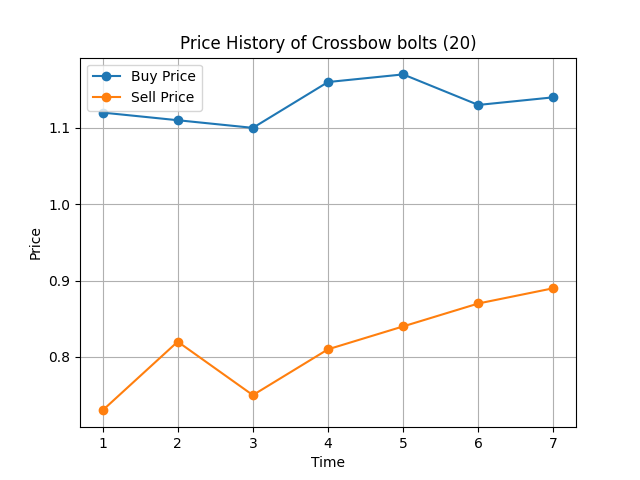 Price History of Crossbow bolts (20)
Buy Price
Sell Price
1.1
1.0
0.9
0.8
Price
1 2 3 4 5 6 7
Time